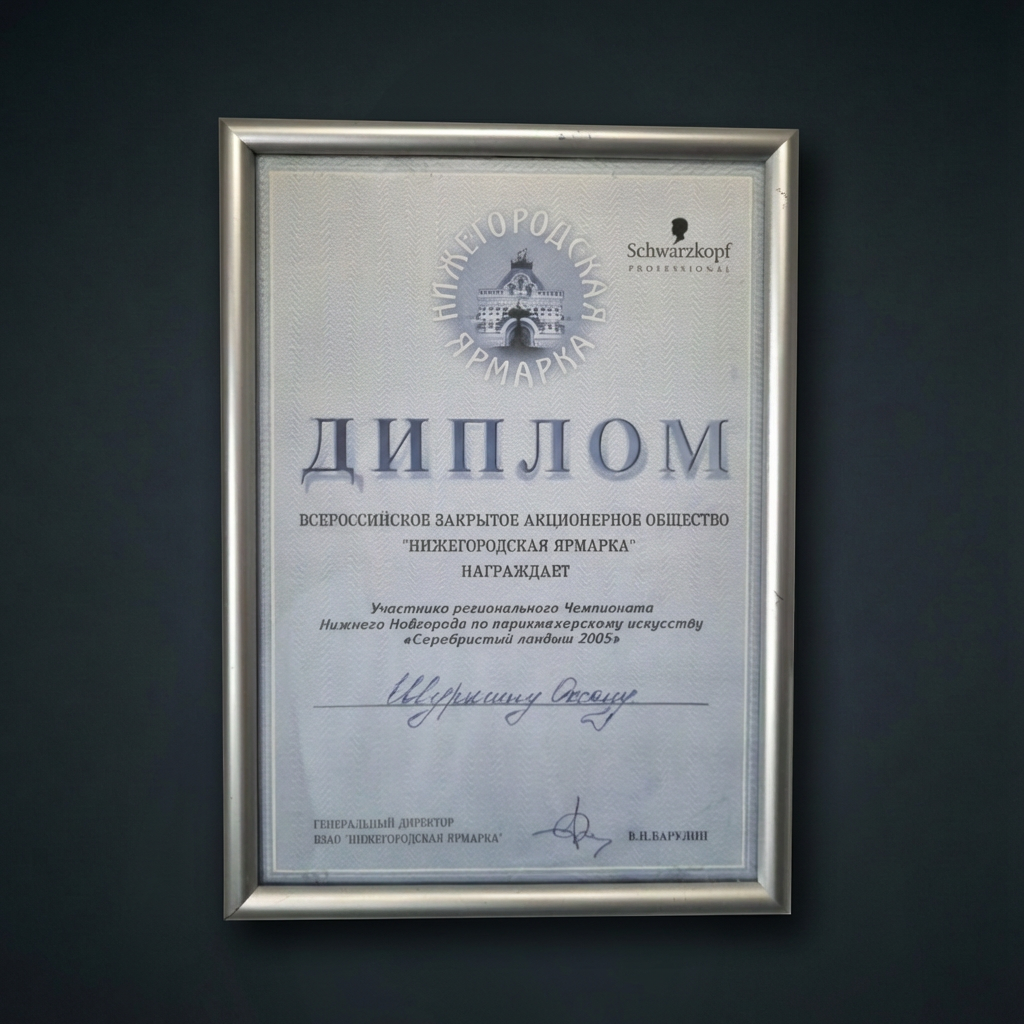 НИЖЕГОРОДСКАЯ
ЯРМАРКА
Schwarzkopf
PROFESSIONAL
ДИПЛОМ
ВСЕРОССИЙСКОЕ ЗАКРЫТОЕ АКЦИОНЕРНОЕ ОБЩЕСТВО
"НИЖЕГОРОДСКАЯ ЯРМАРКА"
НАГРАЖДАЕТ
Участнико регионального Чемпионата
Нижнего Новгорода по парикмахерскому искусству
«Серебристый ландыш 2005»
Оксану
ГЕНЕРАЛЬНЫЙ ДИРЕКТОР
ВЗАО "НИЖЕГОРОДСКАЯ ЯРМАРКА"
В.Н.БАРУЛИН